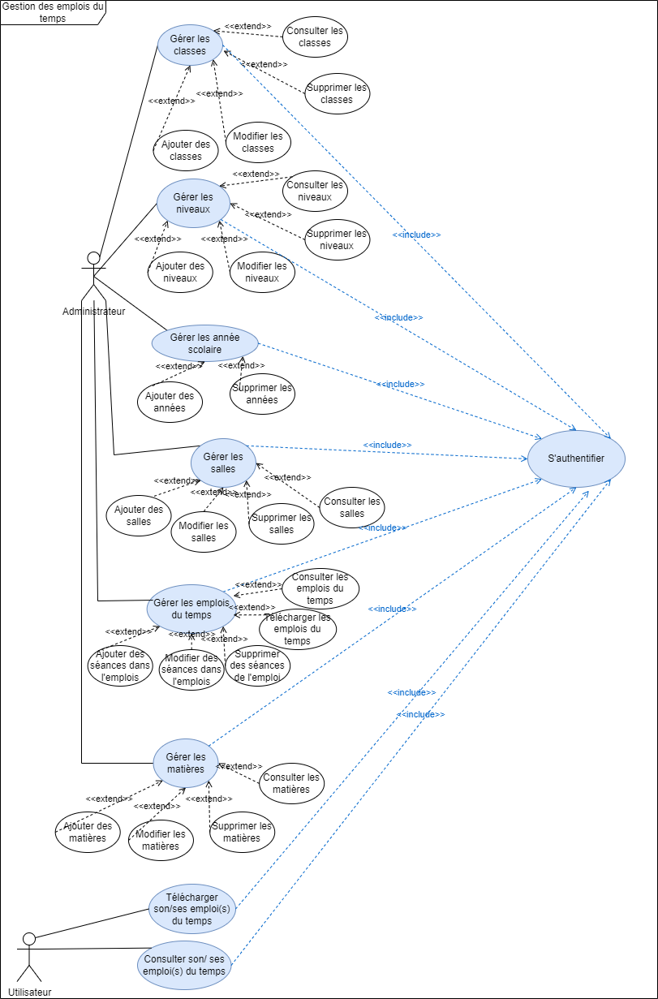 Gestion des emplois du
temps
Gérer les
classes
<<extend>>
Consulter les
classes
<<extend>>
Supprimer les
classes
<<extend>>
<<extend>>
Ajouter des
classes
Modifier les
classes
<<extend>>
Consulter les
niveaux
Gérer les
niveaux
<<extend>>
Supprimer les
niveaux
<<extend>>
<<extend>>
Ajouter des
niveaux
Modifier les
niveaux
<<include>>
<<include>>
Administrateur
Gérer les année
scolaire
<<extend>>
<<extend>>
Ajouter des
années
Supprimer les
années
<<include>>
S'authentifier
Gérer les
salles
<<include>>
<<extend>>
<<extend>>
<<extend>>
<<extend>>
Ajouter des
salles
Modifier les
salles
Supprimer les
salles
Consulter les
salles
<<include>>
Gérer les emplois
du temps
<<extend>>
Consulter les
emplois du
temps
<<extend>>
Télécharger les
emplois du
temps
<<extend>>
<<extend>>
<<extend>>
Ajouter des
séances dans
l'emplois
Modifier des
séances dans
l'emplois
Supprimer
des séances
de l'emploi
<<include>>
<<include>>
<<include>>
Gérer les
matières
<<extend>>
Consulter les
matières
<<extend>>
<<extend>>
<<extend>>
Ajouter des
matières
Modifier les
matières
Supprimer les
matières
Télécharger
son/ses emploi(s)
du temps
Consulter son/ ses
emploi(s) du temps
Utilisateur